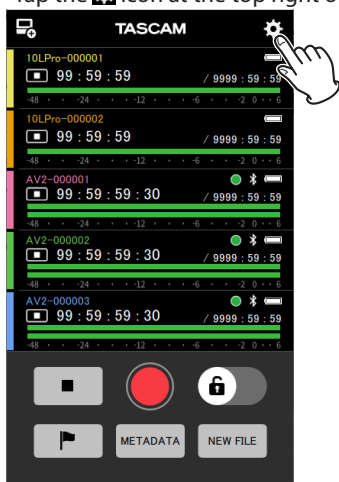 Tap the icon at the top right o
TASCAM
10LPro-000001
99 : 59 : 59 / 9999 : 59 : 59
-48 · · -24 · · · -12 · · · -6 · · -2 0 · · 6
10LPro-000002
99 : 59 : 59 / 9999 : 59 : 59
-48 · · -24 · · · -12 · · · -6 · · -2 0 · · 6
AV2-000001
99 : 59 : 59 : 30 / 9999 : 59 : 59
-48 · · -24 · · · -12 · · · -6 · · -2 0 · · 6
AV2-000002
99 : 59 : 59 : 30 / 9999 : 59 : 59
-48 · · -24 · · · -12 · · · -6 · · -2 0 · · 6
AV2-000003
99 : 59 : 59 : 30 / 9999 : 59 : 59
-48 · · -24 · · · -12 · · · -6 · · -2 0 · · 6
METADATA NEW FILE